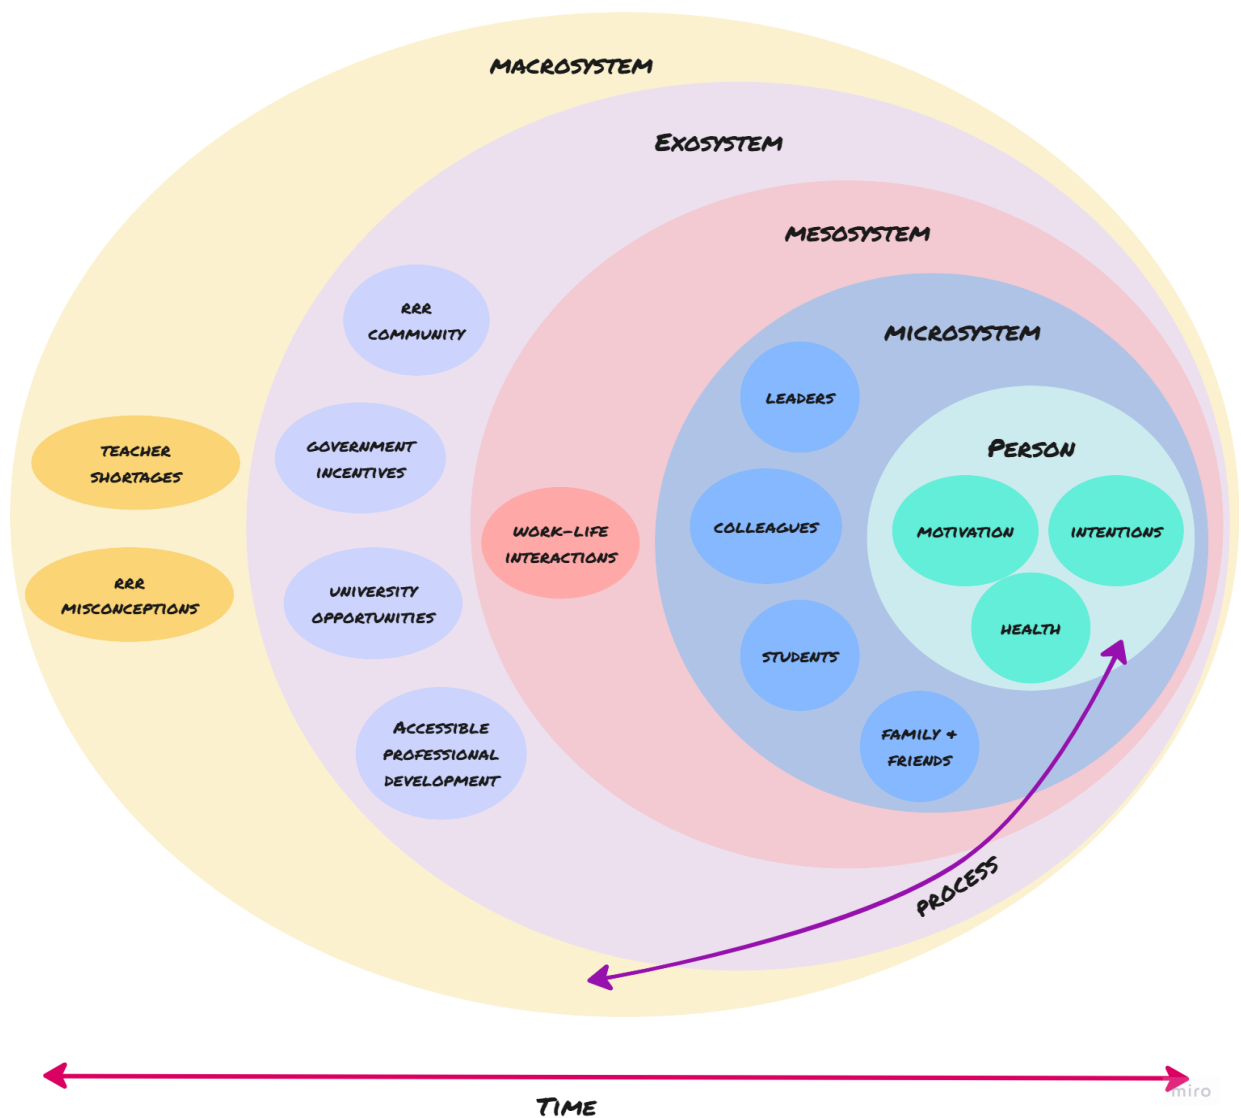 MACROSYSTEM
EXOSYSTEM
MESOSYSTEM
MICROSYSTEM
PERSON
MOTIVATION
INTENTIONS
HEALTH
LEADERS
COLLEAGUES
STUDENTS
FAMILY +
FRIENDS
WORK-LIFE
INTERACTIONS
RRR
COMMUNITY
GOVERNMENT
INCENTIVES
UNIVERSITY
OPPORTUNITIES
ACCESSIBLE
PROFESSIONAL
DEVELOPMENT
TEACHER
SHORTAGES
RRR
MISCONCEPTIONS
PROCESS
TIME
miro